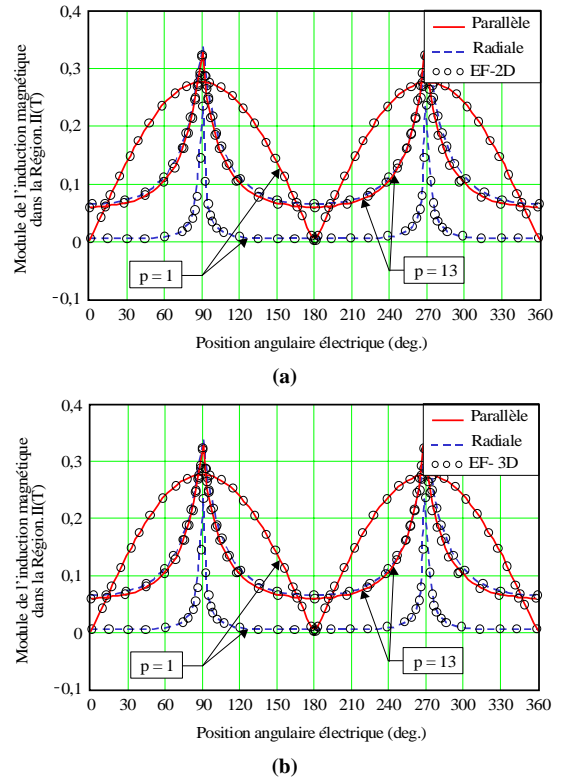 0,4
0,3
0,2
0,1
0
-0,1
Module de l'induction magnétique
dans la Région.II(T)
Parallèle
Radiale
EF-2D
p = 1
p = 13
0 30 60 90 120 150 180 210 240 270 300 330 360
Position angulaire électrique (deg.)
(a)
0,4
0,3
0,2
0,1
0
-0,1
Module de l'induction magnétique
dans la Région.II(T)
Parallèle
Radiale
EF- 3D
p = 1
p = 13
0 30 60 90 120 150 180 210 240 270 300 330 360
Position angulaire électrique (deg.)
(b)